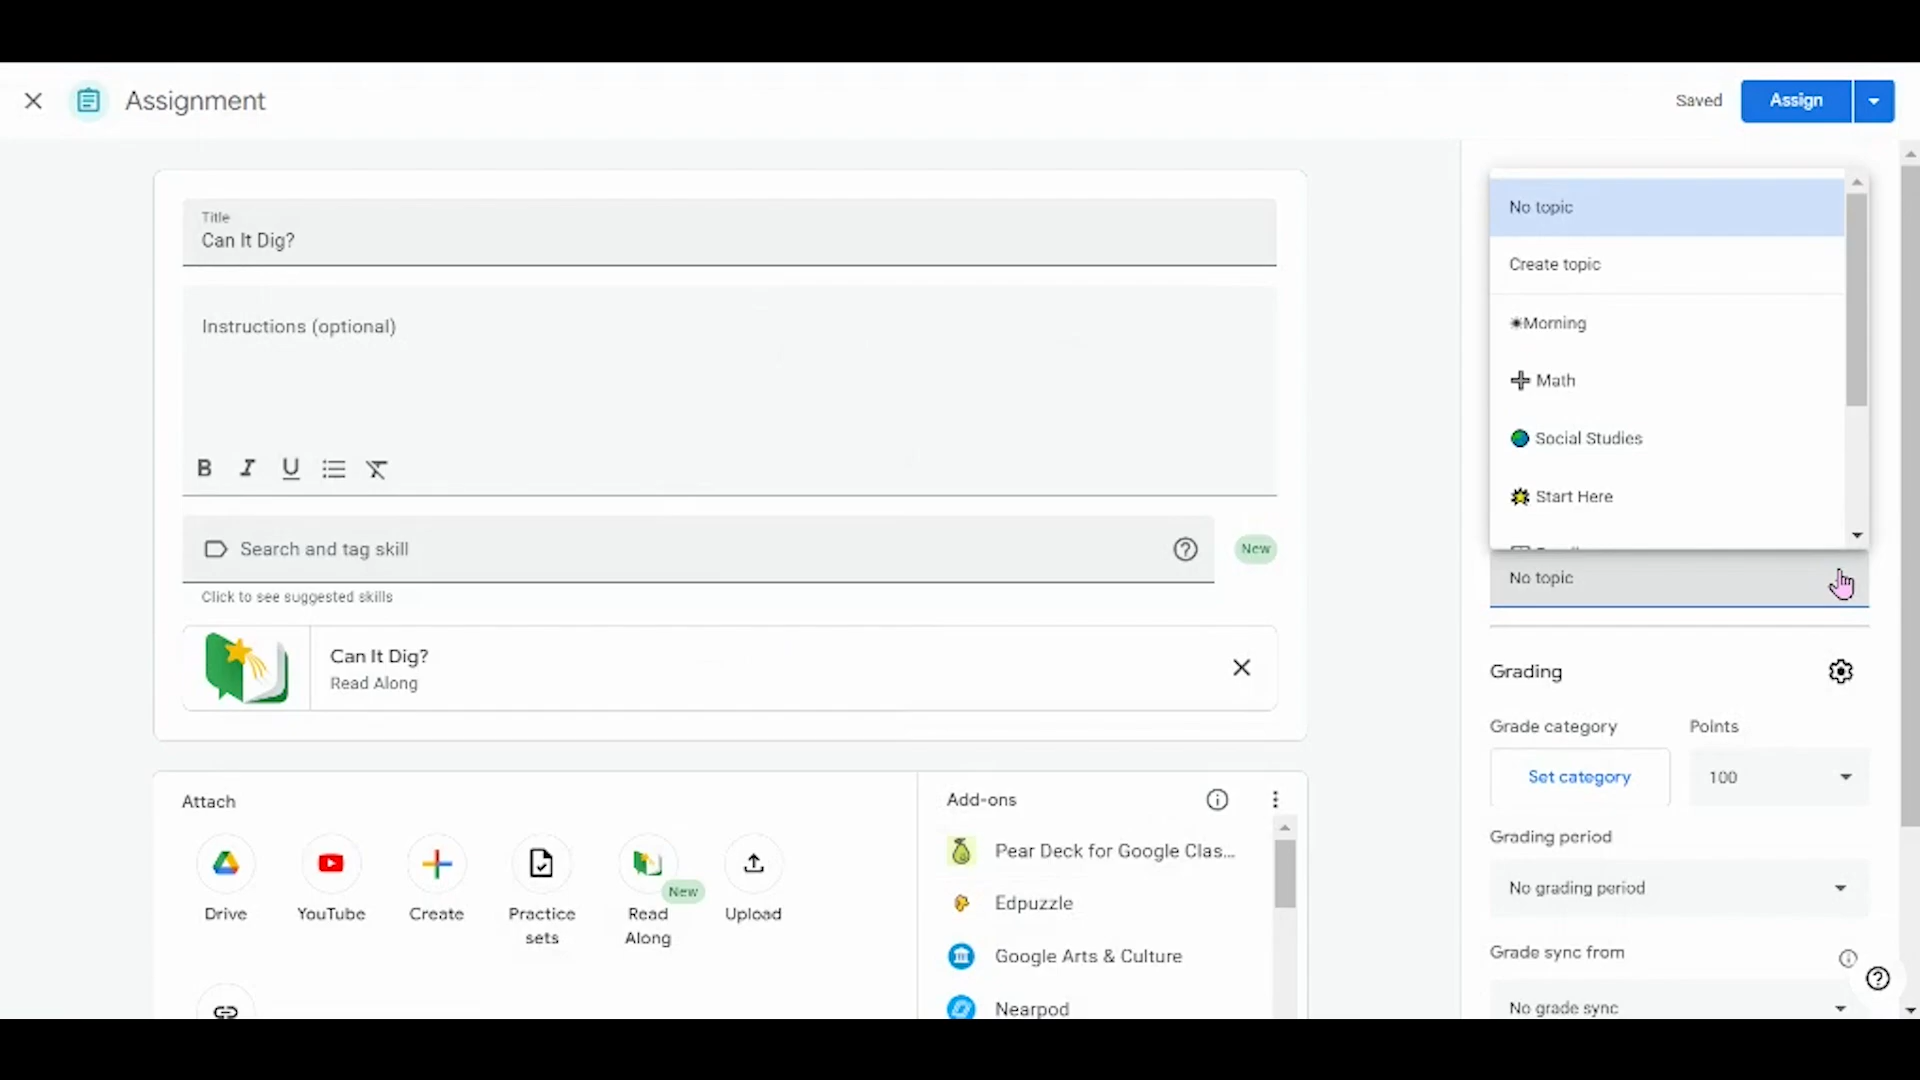 Assignment
Saved
Assign
Title
Can It Dig?
Instructions (optional)
B I U
Search and tag skill
New
Click to see suggested skills
Can It Dig?
Read Along
Attach
Drive
YouTube
Create
Practice
sets
New
Read
Along
Upload
Add-ons
Pear Deck for Google Clas...
Edpuzzle
Google Arts & Culture
Nearpod
No topic
Create topic
Morning
Math
Social Studies
Start Here
No topic
Grading
Grade category
Points
Set category
100
Grading period
No grading period
Grade sync from
No grade sync